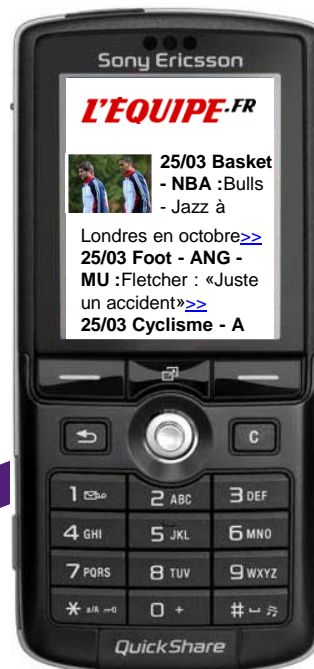 Sony Ericsson
L'ÉQUIPE.FR
25/03 Basket
- NBA :Bulls
- Jazz à
Londres en octobre>>
25/03 Foot - ANG -
MU :Fletcher : «Juste
un accident»>>
25/03 Cyclisme - A
C
1
2 ABC
3 DEF
4 GHI
5 JKL
6 MNO
7 PQRS
8 TUV
9 WXYZ
* a/A
0 +
#
QuickShare